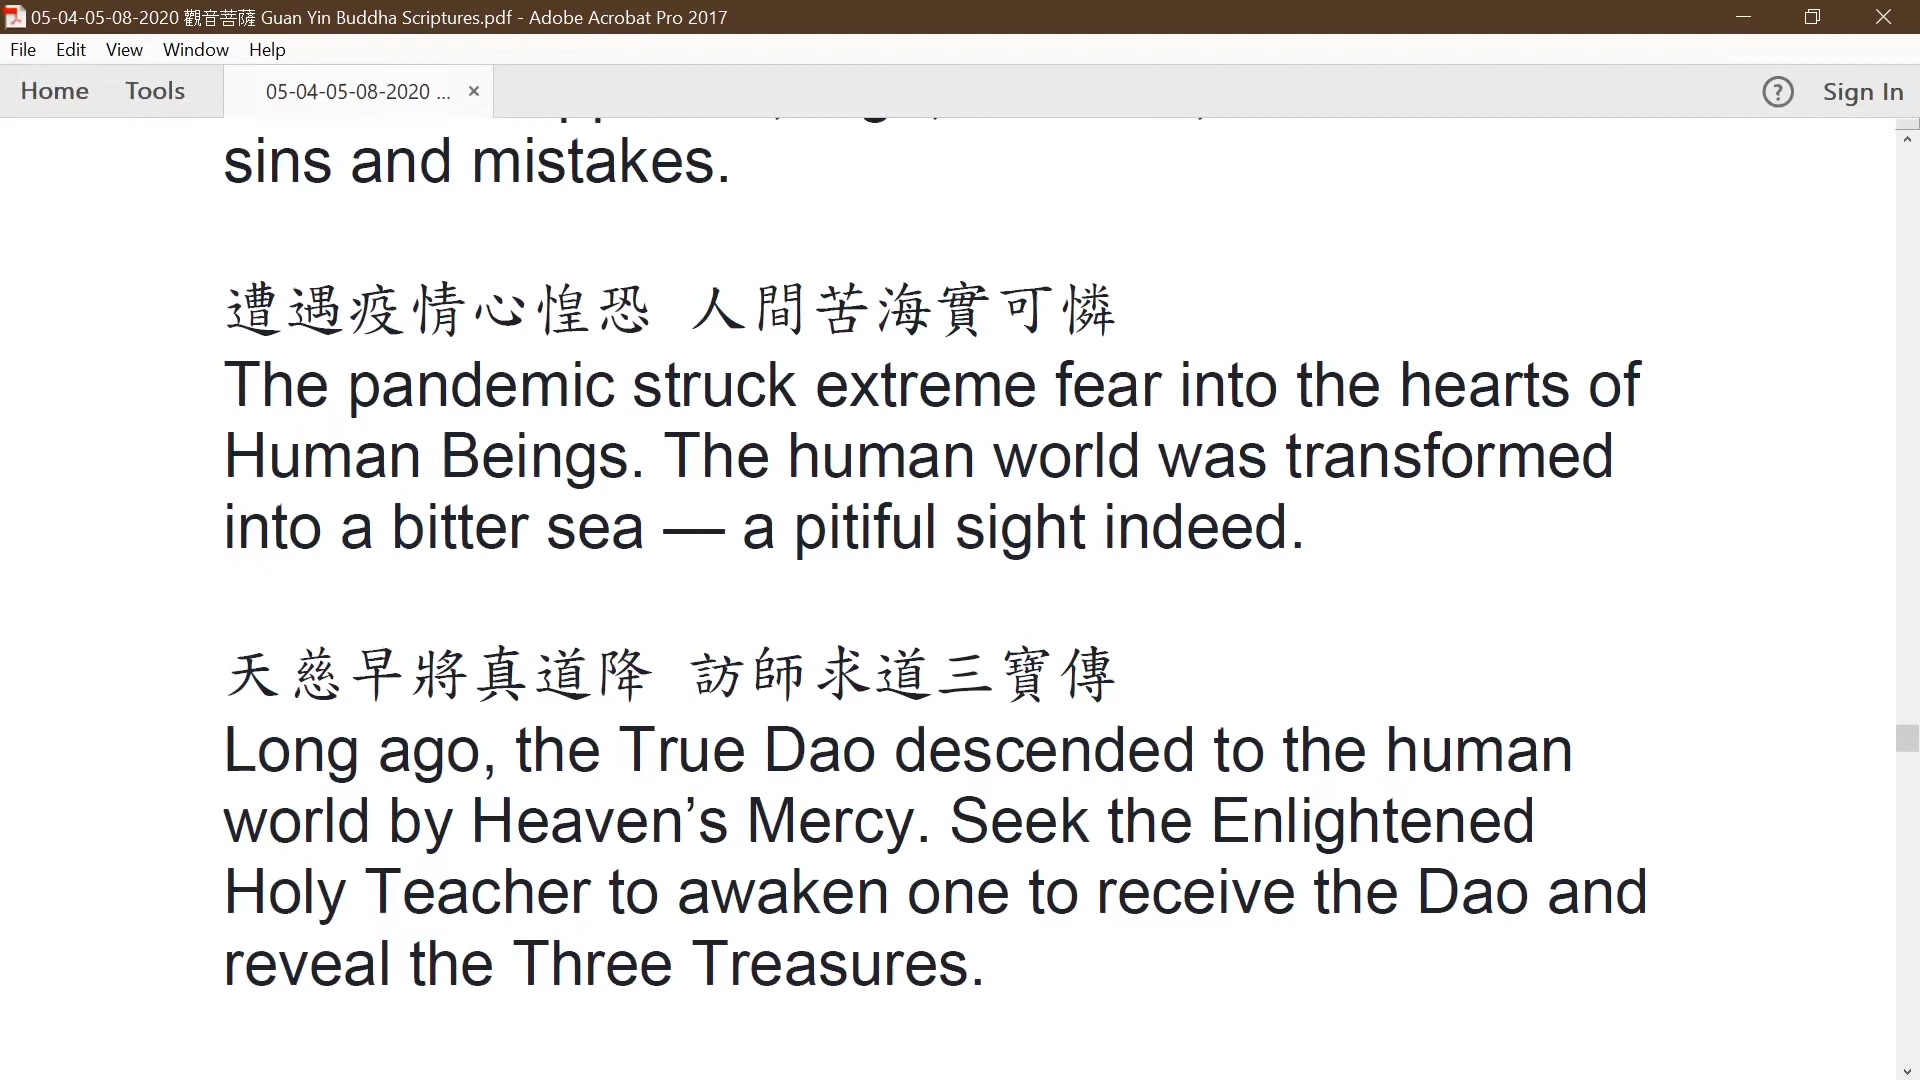 05-04-05-08-2020 觀音菩薩 Guan Yin Buddha Scriptures.pdf - Adobe Acrobat Pro 2017
File Edit View Window Help
Home Tools 05-04-05-08-2020 ... × ? Sign In
sins and mistakes.
遭遇疫情心惶恐 人間苦海實可憐
The pandemic struck extreme fear into the hearts of
Human Beings. The human world was transformed
into a bitter sea — a pitiful sight indeed.
天慈早將真道降 訪師求道三寶傳
Long ago, the True Dao descended to the human
world by Heaven’s Mercy. Seek the Enlightened
Holy Teacher to awaken one to receive the Dao and
reveal the Three Treasures.